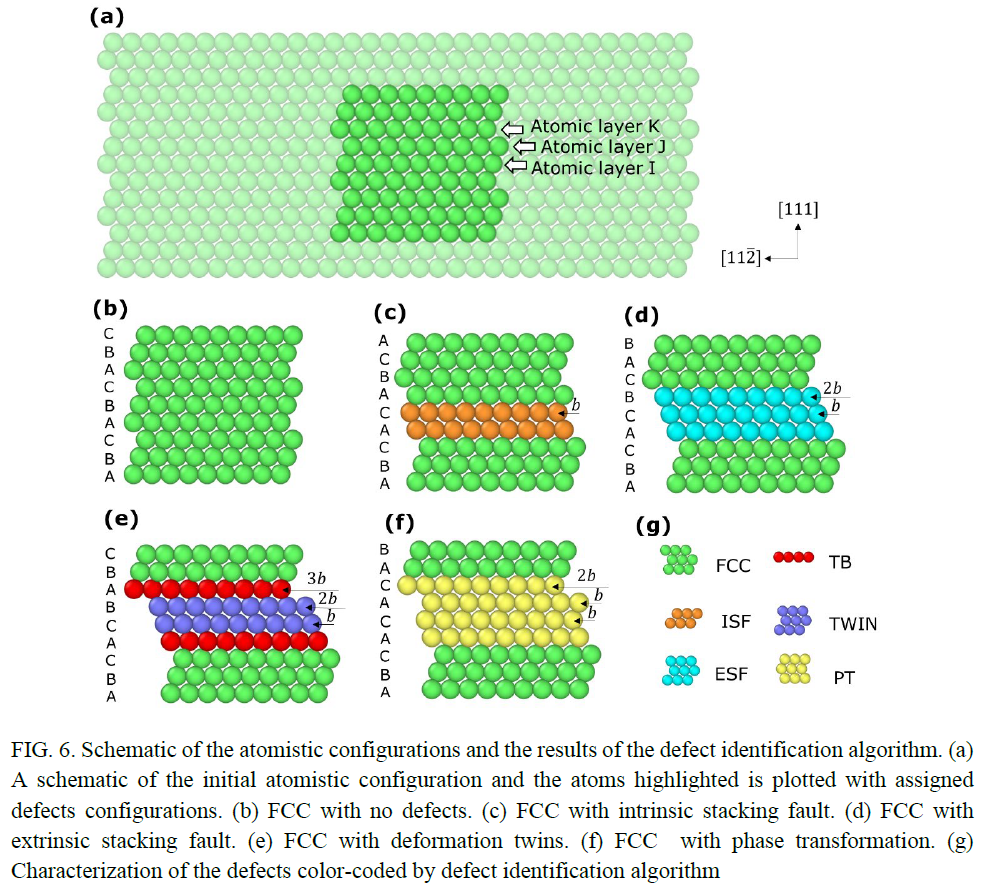 (a)
Atomic layer K
Atomic layer J
Atomic layer I
[111]
[112̅]
(b)
C
B
A
C
B
A
C
B
A
(c)
A
C
B
A
C
A
C
B
A
b
(d)
B
A
C
B
C
A
C
B
A
2b
b
(e)
C
B
A
B
C
A
C
B
A
3b
2b
b
(f)
B
A
C
A
C
A
C
B
A
2b
b
b
(g)
FCC
TB
ISF
TWIN
ESF
PT
FIG. 6. Schematic of the atomistic configurations and the results of the defect identification algorithm. (a)
A schematic of the initial atomistic configuration and the atoms highlighted is plotted with assigned
defects configurations. (b) FCC with no defects. (c) FCC with intrinsic stacking fault. (d) FCC with
extrinsic stacking fault. (e) FCC with deformation twins. (f) FCC with phase transformation. (g)
Characterization of the defects color-coded by defect identification algorithm